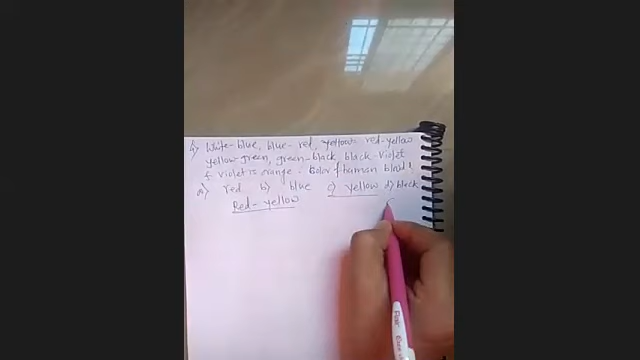 White-blue, blue-red, red-yellow
yellow-green, green-black, black-violet
& violet is orange. Color of human blood?
a) red b) blue c) yellow d) black
Red-yellow